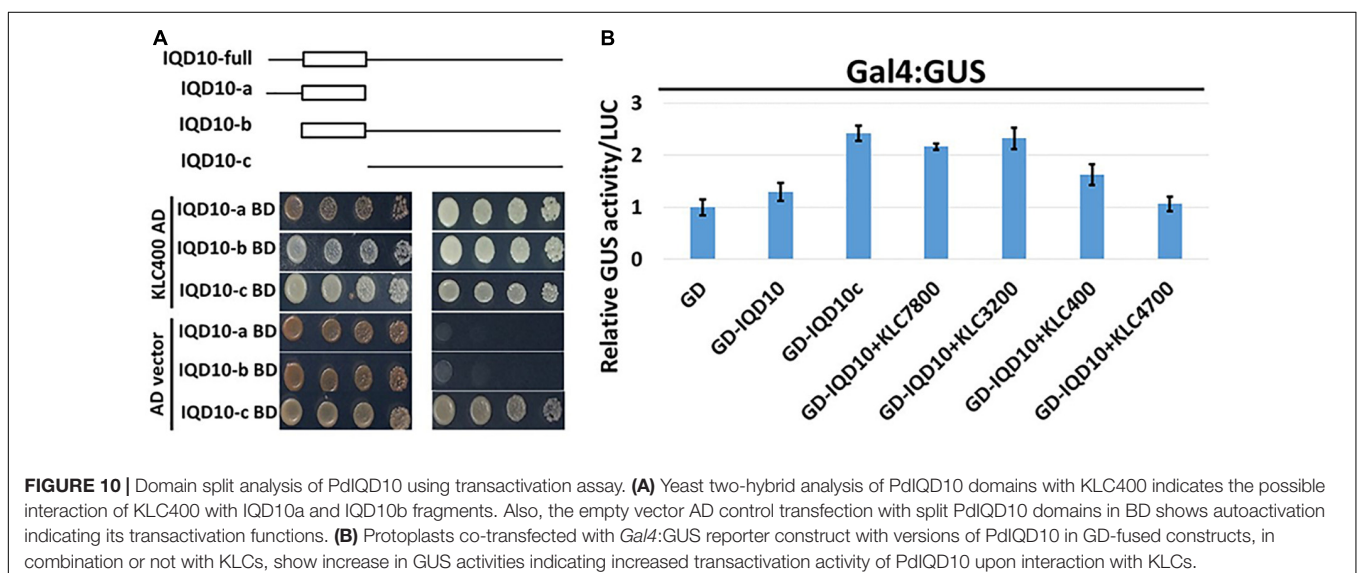 A
IQD10-full
IQD10-a
IQD10-b
IQD10-c
KLC400 AD
IQD10-a BD
IQD10-b BD
IQD10-c BD
AD vector
IQD10-a BD
IQD10-b BD
IQD10-c BD
B
Gal4:GUS
Relative GUS activity/LUC
3
2
1
0
GD
GD-IQD10
GD-IQD10c
GD-IQD10+KLC7800
GD-IQD10+KLC3200
GD-IQD10+KLC400
GD-IQD10+KLC4700
FIGURE 10 | Domain split analysis of PdIQD10 using transactivation assay. (A) Yeast two-hybrid analysis of PdIQD10 domains with KLC400 indicates the possible
interaction of KLC400 with IQD10a and IQD10b fragments. Also, the empty vector AD control transfection with split PdIQD10 domains in BD shows autoactivation
indicating its transactivation functions. (B) Protoplasts co-transfected with Gal4:GUS reporter construct with versions of PdIQD10 in GD-fused constructs, in
combination or not with KLCs, show increase in GUS activities indicating increased transactivation activity of PdIQD10 upon interaction with KLCs.